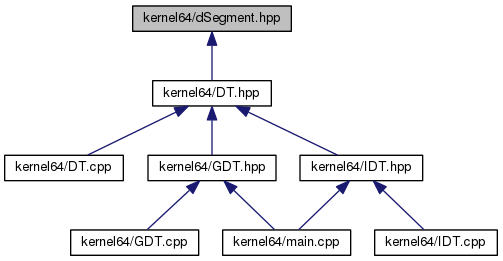 kernel64/dSegment.hpp
kernel64/DT.hpp
kernel64/DT.cpp
kernel64/GDT.hpp
kernel64/IDT.hpp
kernel64/GDT.cpp
kernel64/main.cpp
kernel64/IDT.cpp